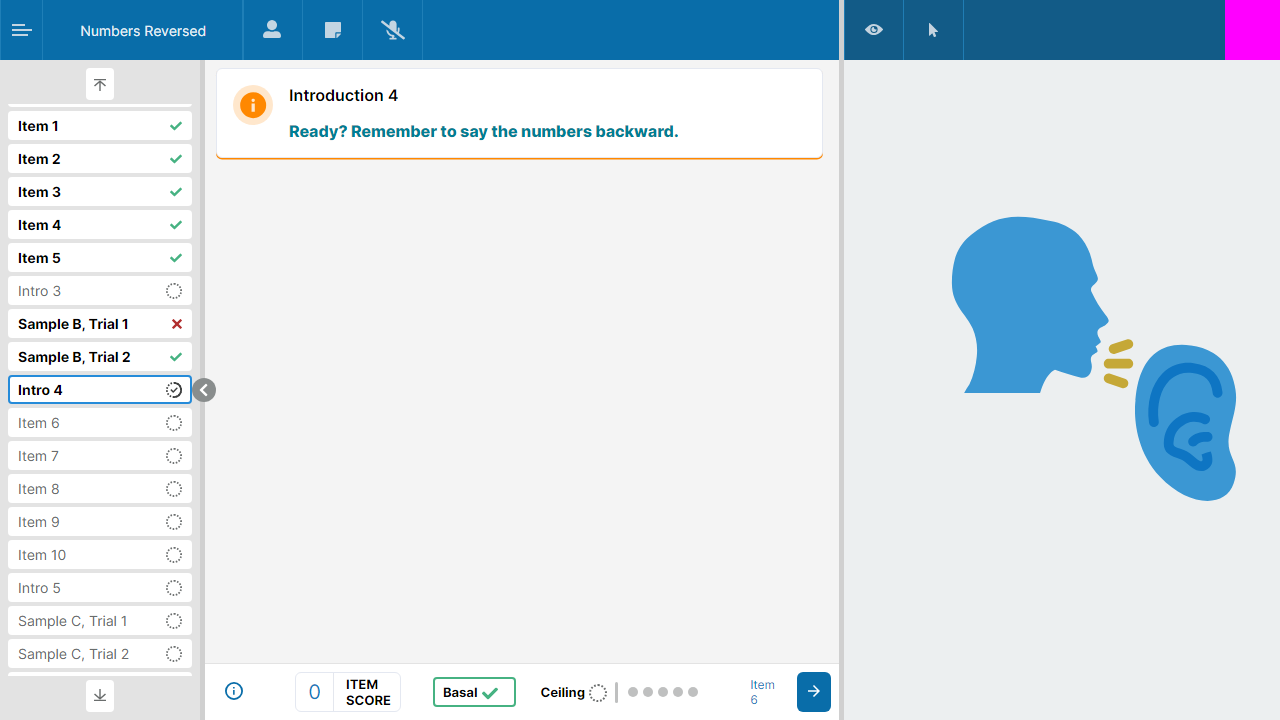 Numbers Reversed
Item 1
Item 2
Item 3
Item 4
Item 5
Intro 3
Sample B, Trial 1
Sample B, Trial 2
Intro 4
Item 6
Item 7
Item 8
Item 9
Item 10
Intro 5
Sample C, Trial 1
Sample C, Trial 2
Introduction 4
Ready? Remember to say the numbers backward.
0
ITEM
SCORE
Basal
Ceiling
Item
6